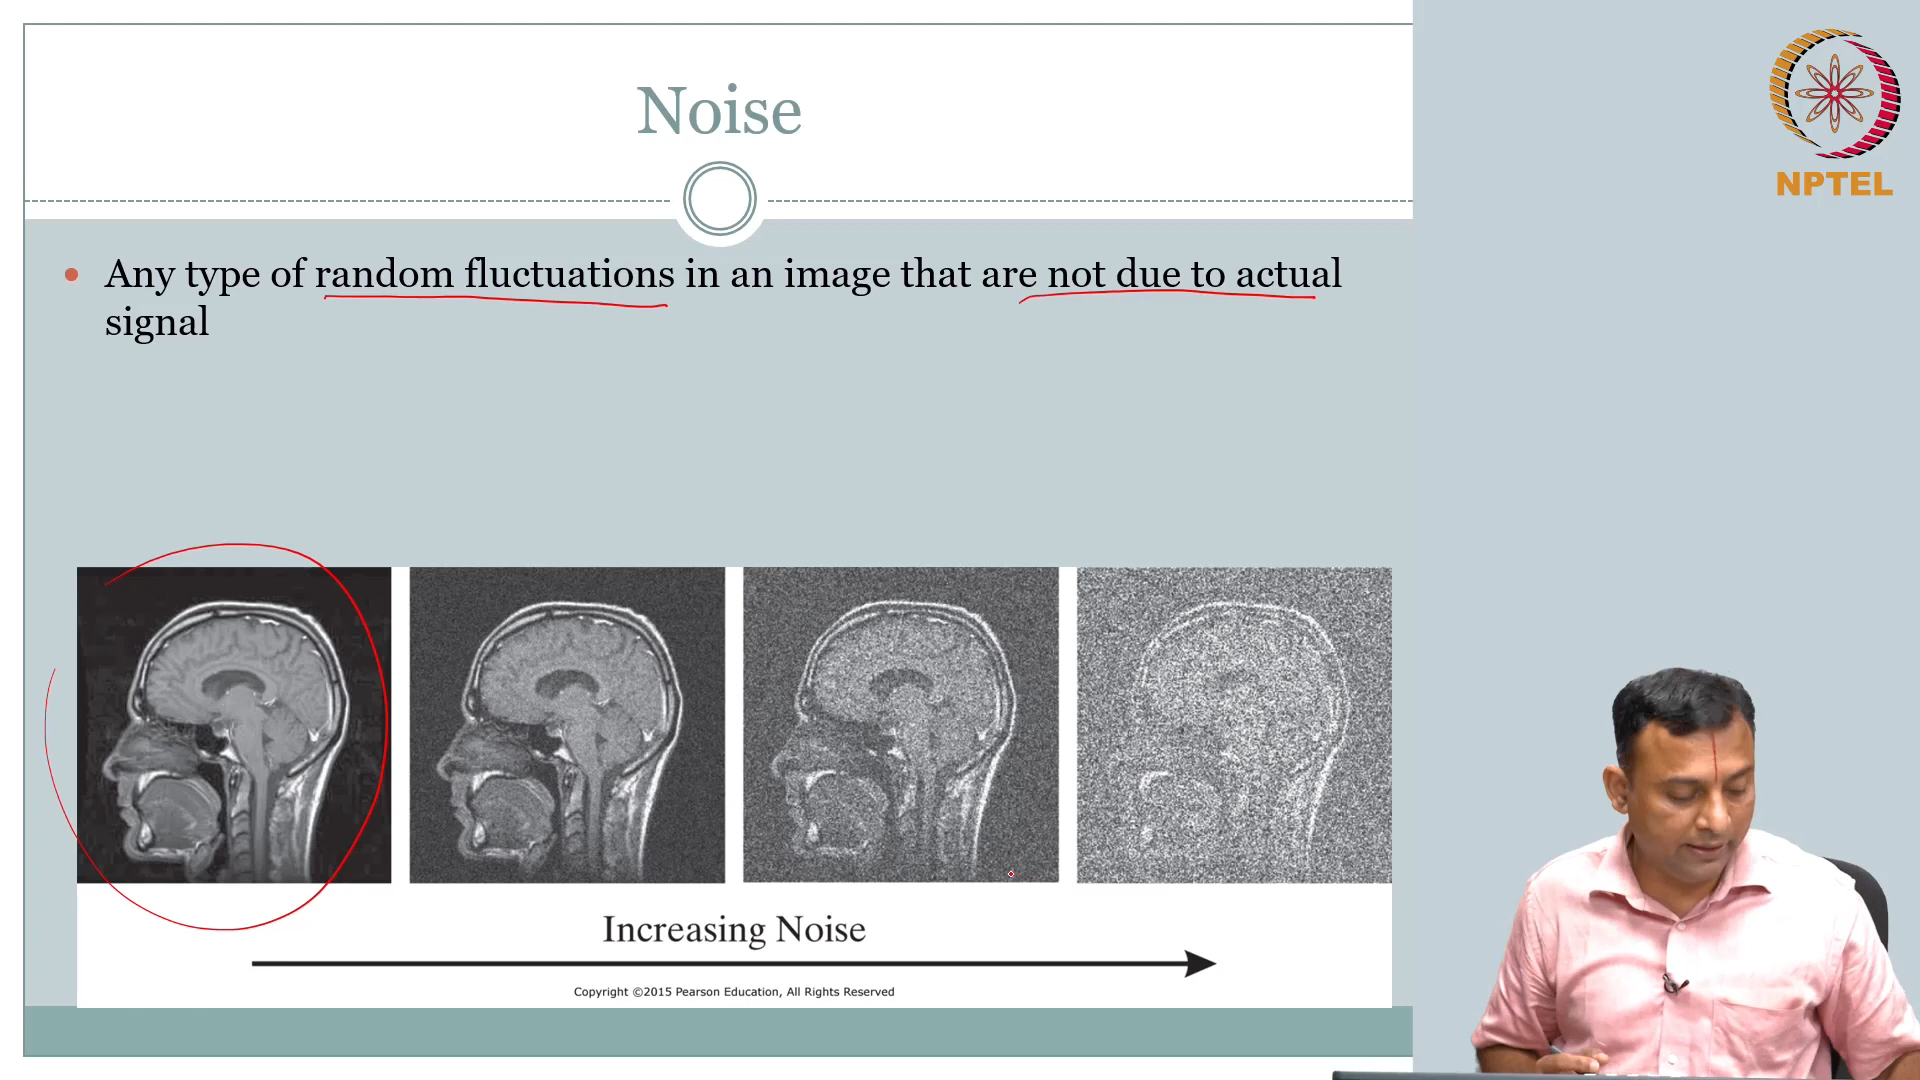 Noise
NPTEL
Any type of random fluctuations in an image that are not due to actual
signal
Increasing Noise
Copyright ©2015 Pearson Education, All Rights Reserved